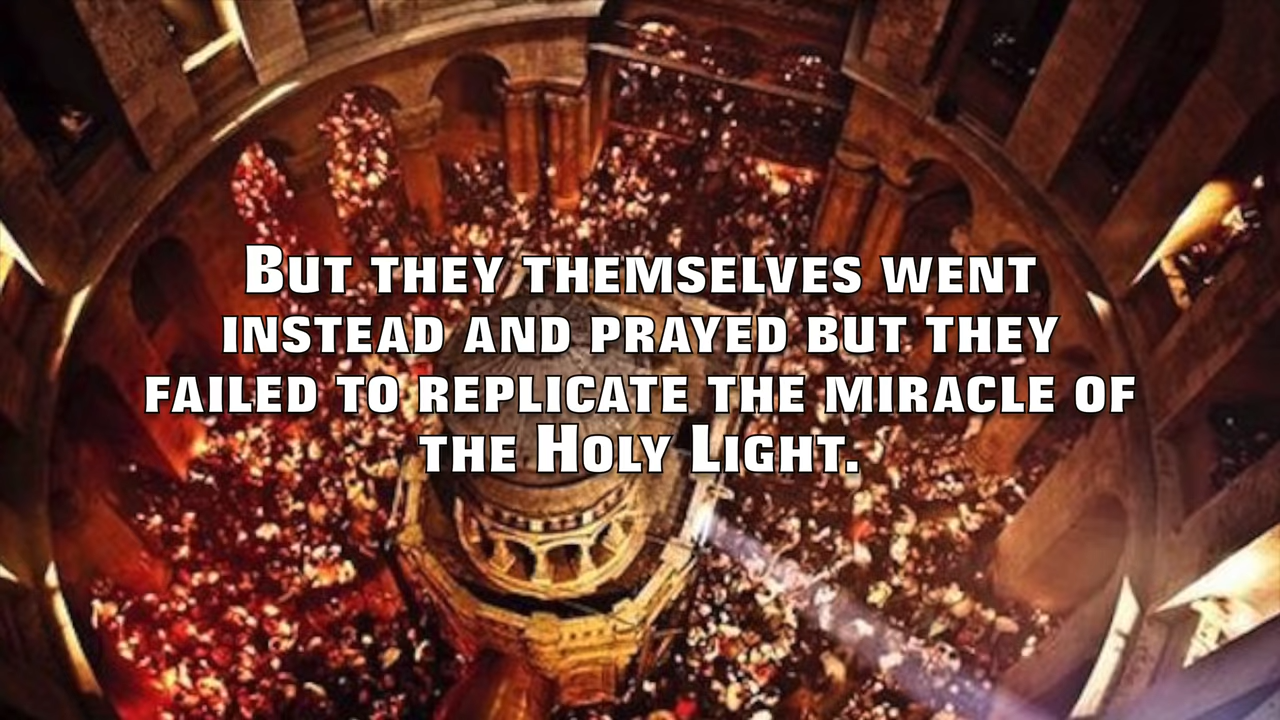 But they themselves went
instead and prayed but they
failed to replicate the miracle of
the Holy Light.